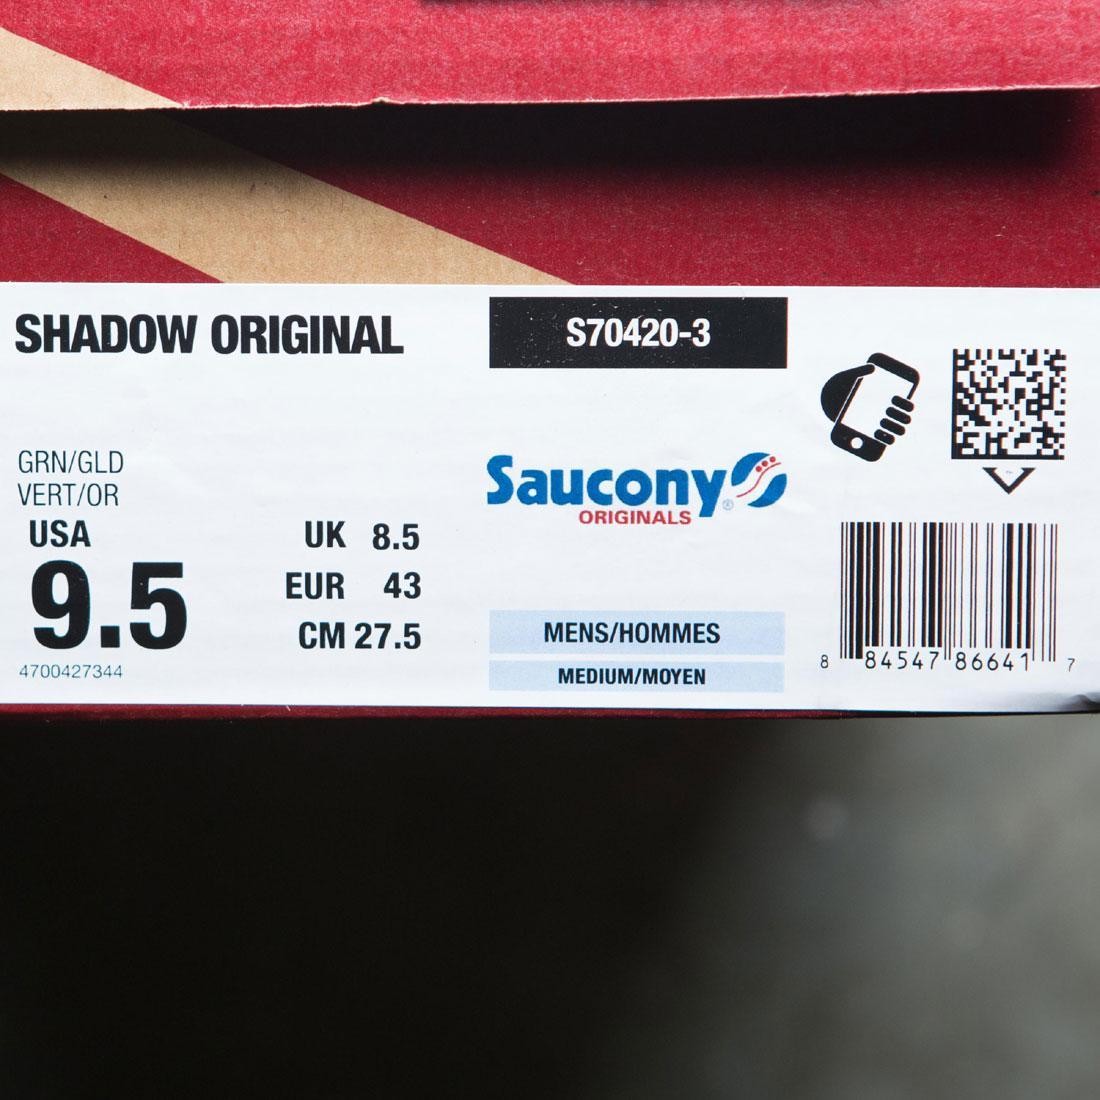 SHADOW ORIGINAL
S70420-3
GRN/GLD
VERT/OR
USA
9.5
4700427344
UK 8.5
EUR 43
CM 27.5
Saucony®
ORIGINALS
MENS/HOMMES
MEDIUM/MOYEN
8 84547 86641 7